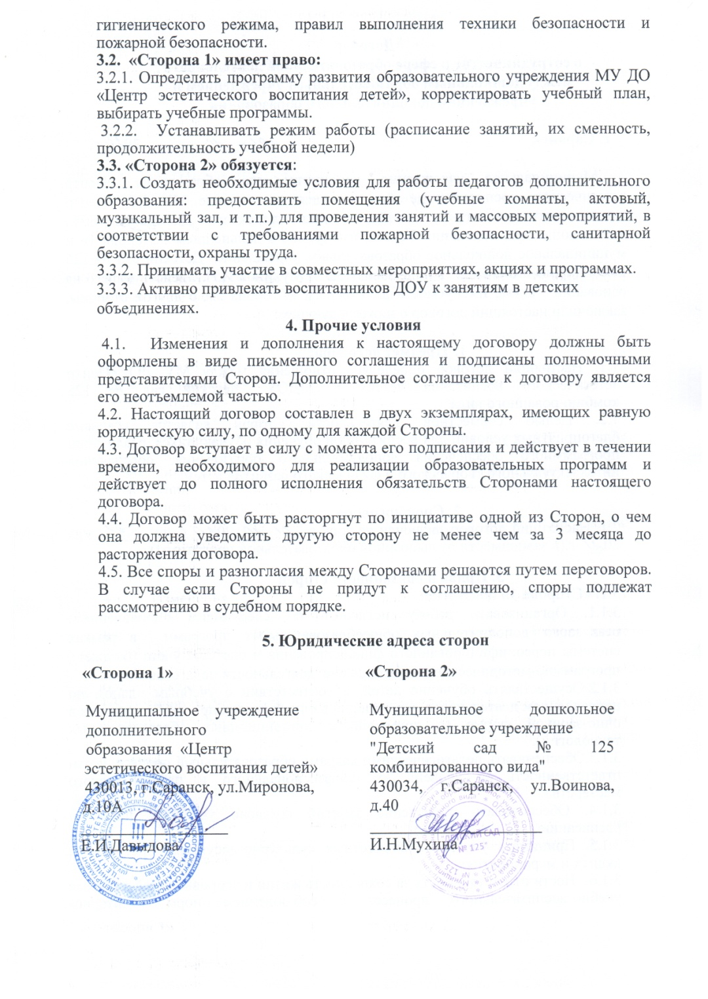 гигиенического режима, правил выполнения техники безопасности и
пожарной безопасности.
3.2. «Сторона 1» имеет право:
3.2.1. Определять программу развития образовательного учреждения МУ ДО
«Центр эстетического воспитания детей», корректировать учебный план,
выбирать учебные программы.
3.2.2. Устанавливать режим работы (расписание занятий, их сменность,
продолжительность учебной недели)
3.3. «Сторона 2» обязуется:
3.3.1. Создать необходимые условия для работы педагогов дополнительного
образования: предоставить помещения (учебные комнаты, актовый,
музыкальный зал, и т.п.) для проведения занятий и массовых мероприятий, в
соответствии с требованиями пожарной безопасности, санитарной
безопасности, охраны труда.
3.3.2. Принимать участие в совместных мероприятиях, акциях и программах.
3.3.3. Активно привлекать воспитанников ДОУ к занятиям в детских
объединениях.
4. Прочие условия
4.1. Изменения и дополнения к настоящему договору должны быть
оформлены в виде письменного соглашения и подписаны полномочными
представителями Сторон. Дополнительное соглашение к договору является
его неотъемлемой частью.
4.2. Настоящий договор составлен в двух экземплярах, имеющих равную
юридическую силу, по одному для каждой Стороны.
4.3. Договор вступает в силу с момента его подписания и действует в течении
времени, необходимого для реализации образовательных программ и
действует до полного исполнения обязательств Сторонами настоящего
договора.
4.4. Договор может быть расторгнут по инициативе одной из Сторон, о чем
она должна уведомить другую сторону не менее чем за 3 месяца до
расторжения договора.
4.5. Все споры и разногласия между Сторонами решаются путем переговоров.
В случае если Стороны не придут к соглашению, споры подлежат
рассмотрению в судебном порядке.
5. Юридические адреса сторон
«Сторона 1»
Муниципальное учреждение
дополнительного
образования «Центр
эстетического воспитания детей»
430013, г.Саранск, ул.Миронова,
д.10А
Е.И.Давыдова
«Сторона 2»
Муниципальное дошкольное
образовательное учреждение
"Детский сад № 125
комбинированного вида"
430034, г.Саранск, ул.Воинова,
д.40
И.Н.Мухина
"ДЕТСКИЙ САД
№ 125"